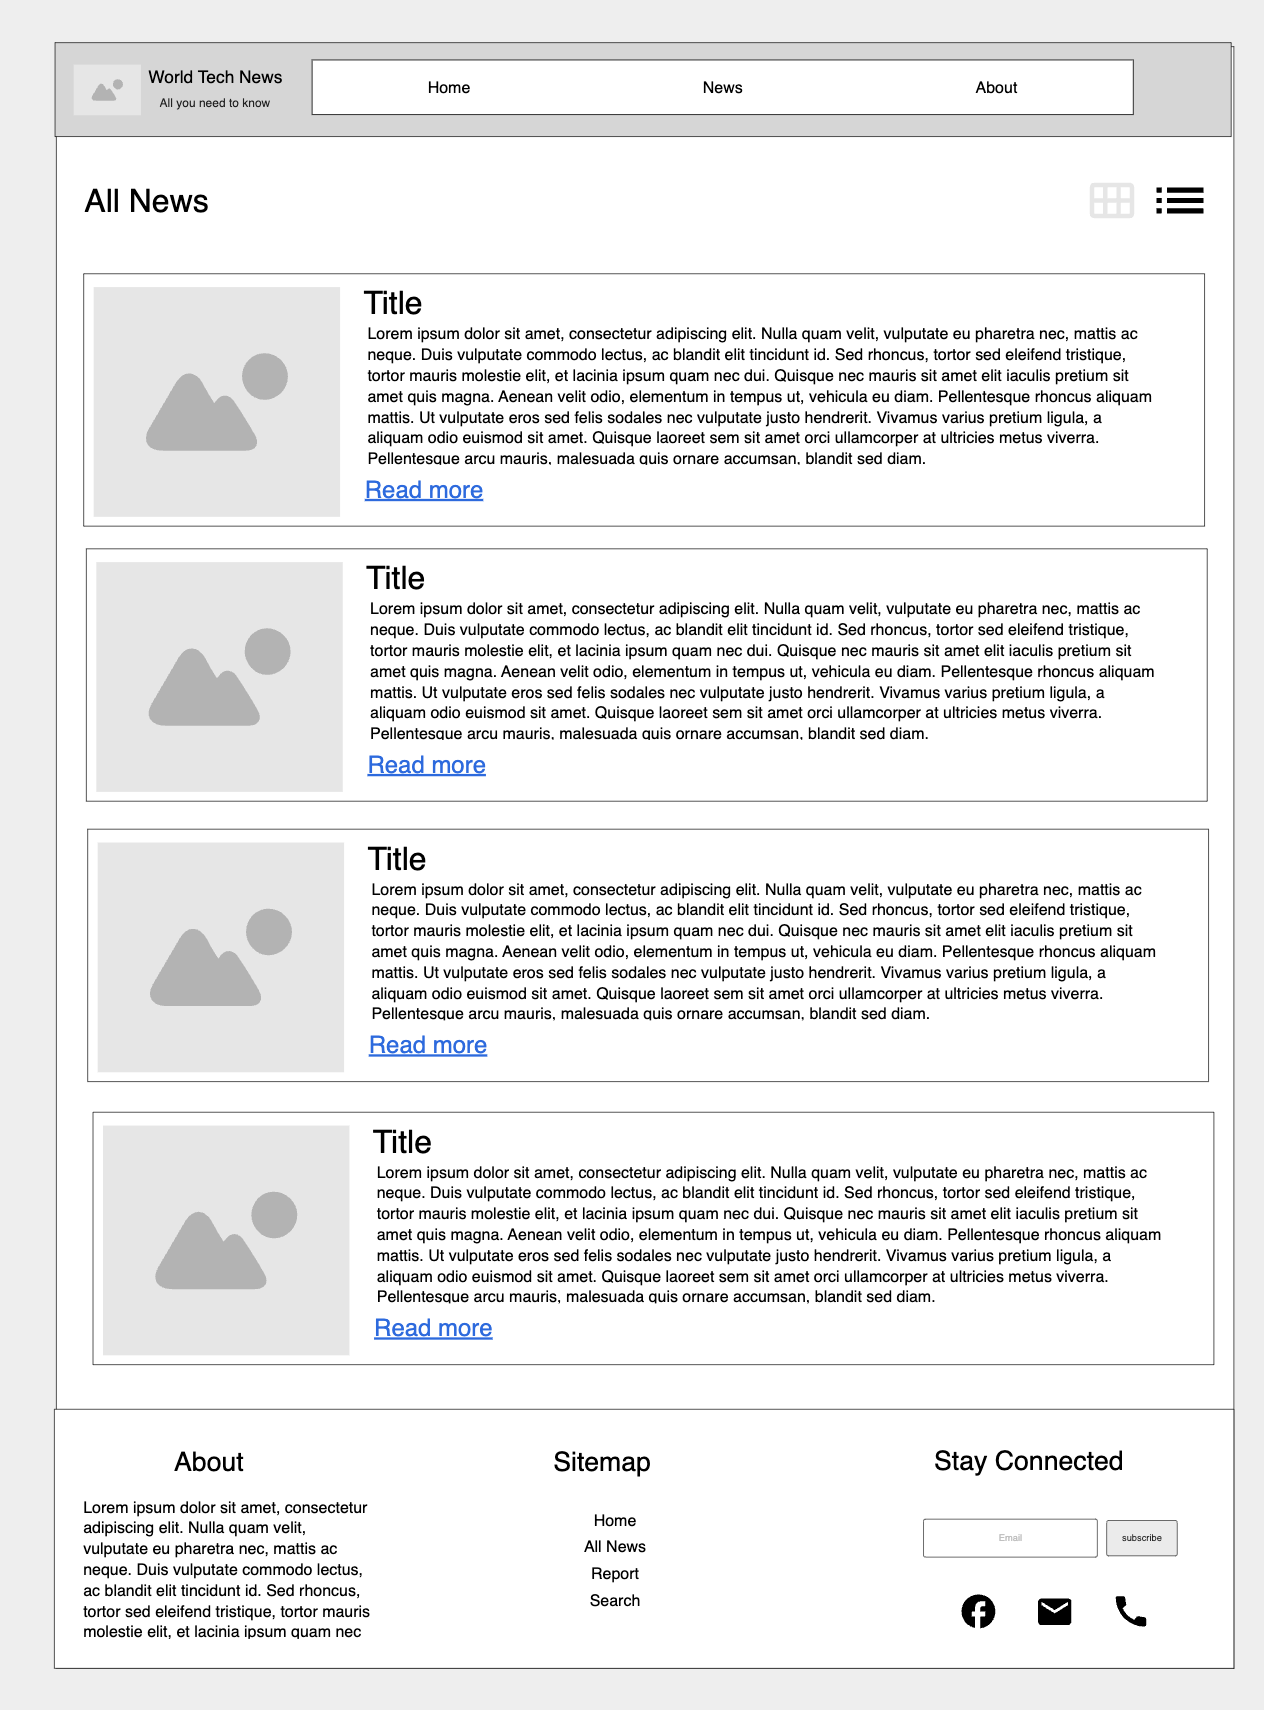 World Tech News
All you need to know
Home
News
About
All News
Title
Lorem ipsum dolor sit amet, consectetur adipiscing elit. Nulla quam velit, vulputate eu pharetra nec, mattis ac
neque. Duis vulputate commodo lectus, ac blandit elit tincidunt id. Sed rhoncus, tortor sed eleifend tristique,
tortor mauris molestie elit, et lacinia ipsum quam nec dui. Quisque nec mauris sit amet elit iaculis pretium sit
amet quis magna. Aenean velit odio, elementum in tempus ut, vehicula eu diam. Pellentesque rhoncus aliquam
mattis. Ut vulputate eros sed felis sodales nec vulputate justo hendrerit. Vivamus varius pretium ligula, a
aliquam odio euismod sit amet. Quisque laoreet sem sit amet orci ullamcorper at ultricies metus viverra.
Pellentesque arcu mauris, malesuada quis ornare accumsan, blandit sed diam.
Read more
Title
Lorem ipsum dolor sit amet, consectetur adipiscing elit. Nulla quam velit, vulputate eu pharetra nec, mattis ac
neque. Duis vulputate commodo lectus, ac blandit elit tincidunt id. Sed rhoncus, tortor sed eleifend tristique,
tortor mauris molestie elit, et lacinia ipsum quam nec dui. Quisque nec mauris sit amet elit iaculis pretium sit
amet quis magna. Aenean velit odio, elementum in tempus ut, vehicula eu diam. Pellentesque rhoncus aliquam
mattis. Ut vulputate eros sed felis sodales nec vulputate justo hendrerit. Vivamus varius pretium ligula, a
aliquam odio euismod sit amet. Quisque laoreet sem sit amet orci ullamcorper at ultricies metus viverra.
Pellentesque arcu mauris, malesuada quis ornare accumsan, blandit sed diam.
Read more
Title
Lorem ipsum dolor sit amet, consectetur adipiscing elit. Nulla quam velit, vulputate eu pharetra nec, mattis ac
neque. Duis vulputate commodo lectus, ac blandit elit tincidunt id. Sed rhoncus, tortor sed eleifend tristique,
tortor mauris molestie elit, et lacinia ipsum quam nec dui. Quisque nec mauris sit amet elit iaculis pretium sit
amet quis magna. Aenean velit odio, elementum in tempus ut, vehicula eu diam. Pellentesque rhoncus aliquam
mattis. Ut vulputate eros sed felis sodales nec vulputate justo hendrerit. Vivamus varius pretium ligula, a
aliquam odio euismod sit amet. Quisque laoreet sem sit amet orci ullamcorper at ultricies metus viverra.
Pellentesque arcu mauris, malesuada quis ornare accumsan, blandit sed diam.
Read more
Title
Lorem ipsum dolor sit amet, consectetur adipiscing elit. Nulla quam velit, vulputate eu pharetra nec, mattis ac
neque. Duis vulputate commodo lectus, ac blandit elit tincidunt id. Sed rhoncus, tortor sed eleifend tristique,
tortor mauris molestie elit, et lacinia ipsum quam nec dui. Quisque nec mauris sit amet elit iaculis pretium sit
amet quis magna. Aenean velit odio, elementum in tempus ut, vehicula eu diam. Pellentesque rhoncus aliquam
mattis. Ut vulputate eros sed felis sodales nec vulputate justo hendrerit. Vivamus varius pretium ligula, a
aliquam odio euismod sit amet. Quisque laoreet sem sit amet orci ullamcorper at ultricies metus viverra.
Pellentesque arcu mauris, malesuada quis ornare accumsan, blandit sed diam.
Read more
About
Lorem ipsum dolor sit amet, consectetur
adipiscing elit. Nulla quam velit,
vulputate eu pharetra nec, mattis ac
neque. Duis vulputate commodo lectus,
ac blandit elit tincidunt id. Sed rhoncus,
tortor sed eleifend tristique, tortor mauris
molestie elit, et lacinia ipsum quam nec
Sitemap
Home
All News
Report
Search
Stay Connected
Email
subscribe